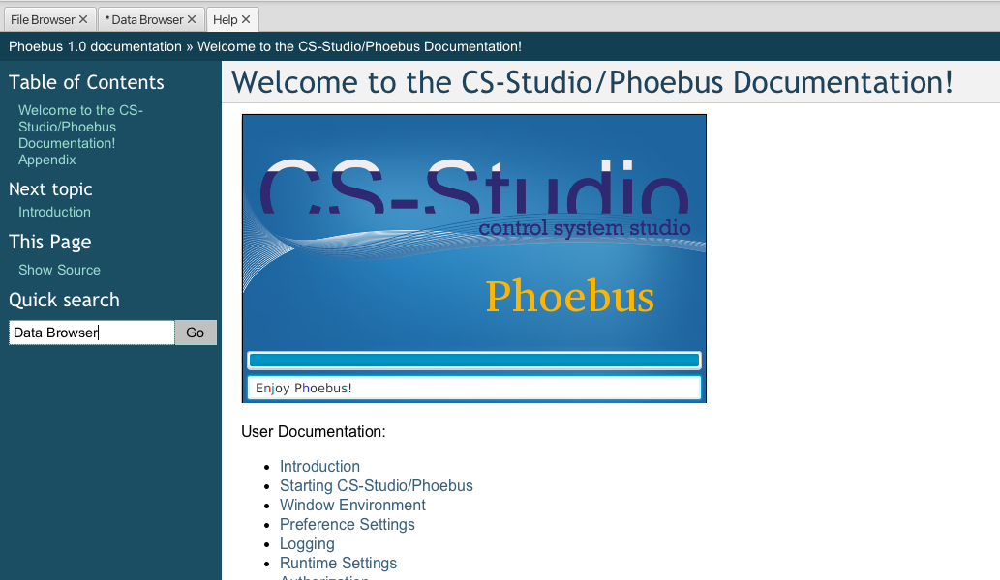 File Browser ✕ * Data Browser ✕ Help ✕
Phoebus 1.0 documentation » Welcome to the CS-Studio/Phoebus Documentation!
Table of Contents
Welcome to the CS-
Studio/Phoebus
Documentation!
Appendix
Next topic
Introduction
This Page
Show Source
Quick search
Data Browser Go
Welcome to the CS-Studio/Phoebus Documentation!
CS-Studio
control system studio
Phoebus
Enjoy Phoebus!
User Documentation:
• Introduction
• Starting CS-Studio/Phoebus
• Window Environment
• Preference Settings
• Logging
• Runtime Settings
Authorization